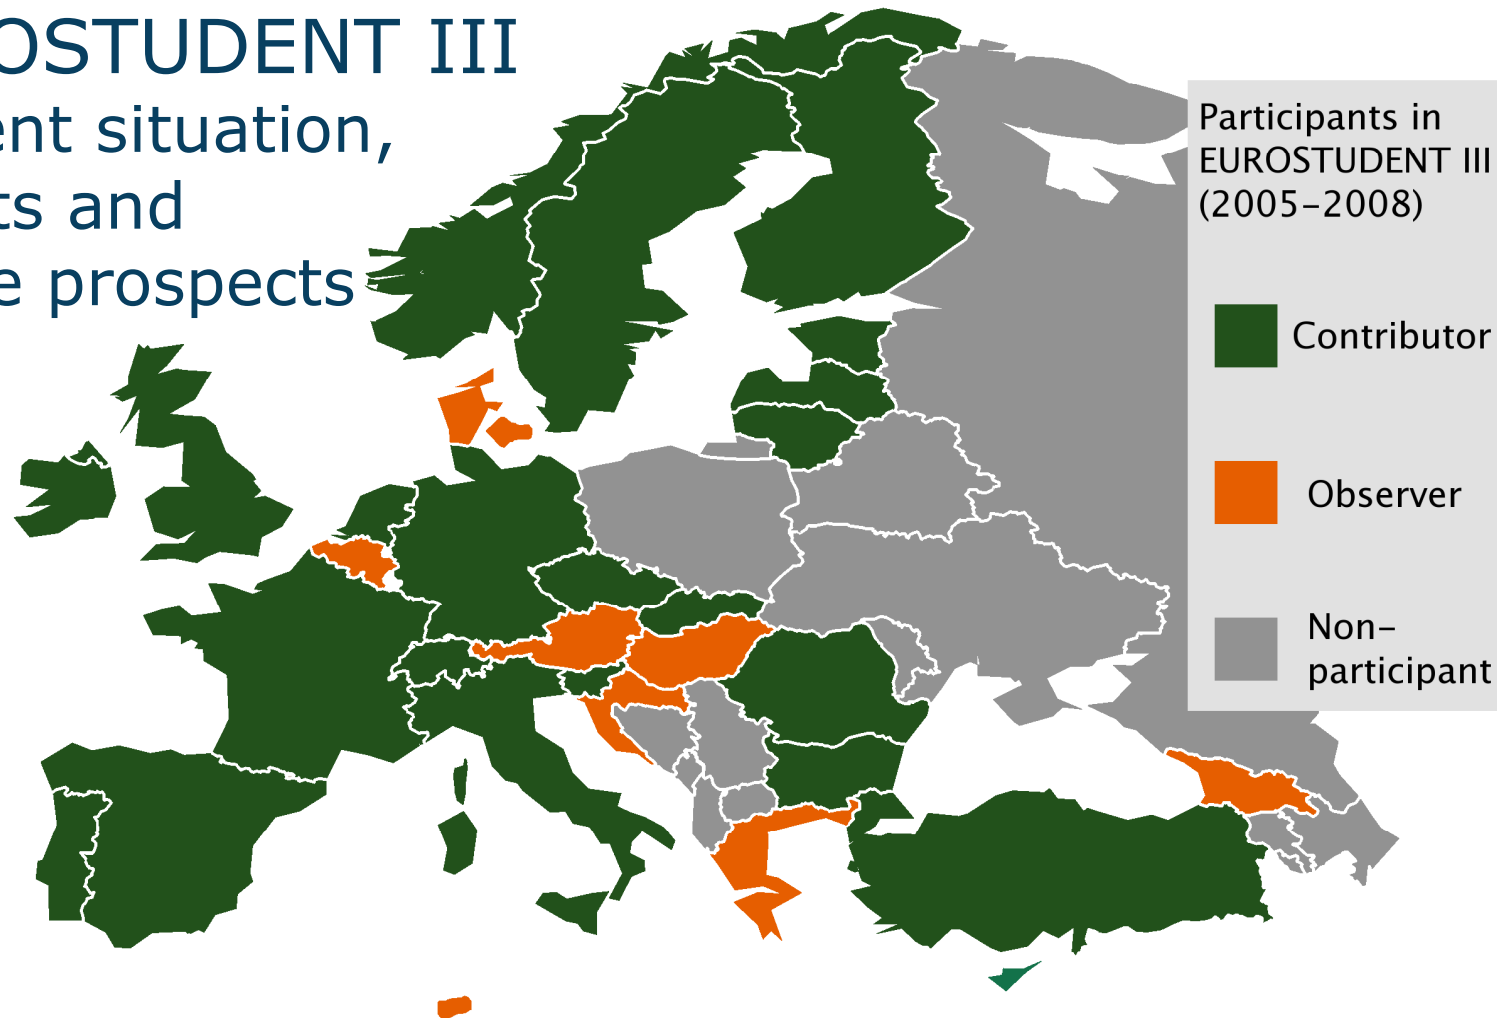 OSTUDENT III
ent situation,
ts and
e prospects
Participants in
EUROSTUDENT III
(2005–2008)
Contributor
Observer
Non–
participant